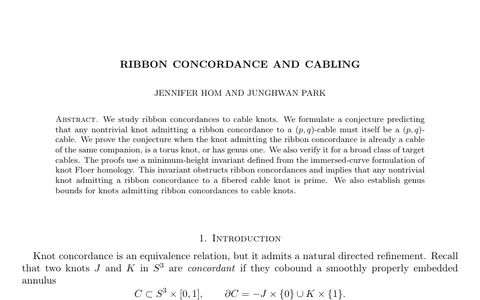 RIBBON CONCORDANCE AND CABLING
JENNIFER HOM AND JUNGHWAN PARK
Abstract. We study ribbon concordances to cable knots. We formulate a conjecture predicting
that any nontrivial knot admitting a ribbon concordance to a (p, q)-cable must itself be a (p, q)-
cable. We prove the conjecture when the knot admitting the ribbon concordance is already a cable
of the same companion, is a torus knot, or has genus one. We also verify it for a broad class of target
cables. The proofs use a minimum-height invariant defined from the immersed-curve formulation of
knot Floer homology. This invariant obstructs ribbon concordances and implies that any nontrivial
knot admitting a ribbon concordance to a fibered cable knot is prime. We also establish genus
bounds for knots admitting ribbon concordances to cable knots.
1. Introduction
Knot concordance is an equivalence relation, but it admits a natural directed refinement. Recall
that two knots J and K in S³ are concordant if they cobound a smoothly properly embedded
annulus
C ⊂ S³ × [0, 1], ∂C = −J × {0} ∪ K × {1}.